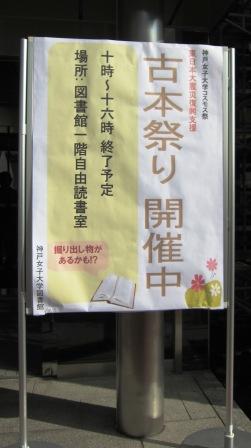 神戸女子大学コスモス祭
東日本大震災復興支援
古本祭り 開催中
十時～十六時 終了予定
場所：図書館一階自由読書室
掘り出し物が
あるかも!?
神戸女子大学図書館